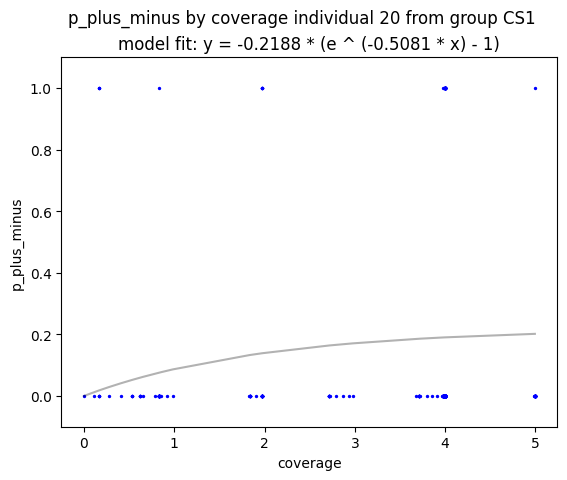 p_plus_minus by coverage individual 20 from group CS1
model fit: y = -0.2188 * (e ^ (-0.5081 * x) - 1)
1.0
0.8
0.6
0.4
0.2
0.0
p_plus_minus
0 1 2 3 4 5
coverage